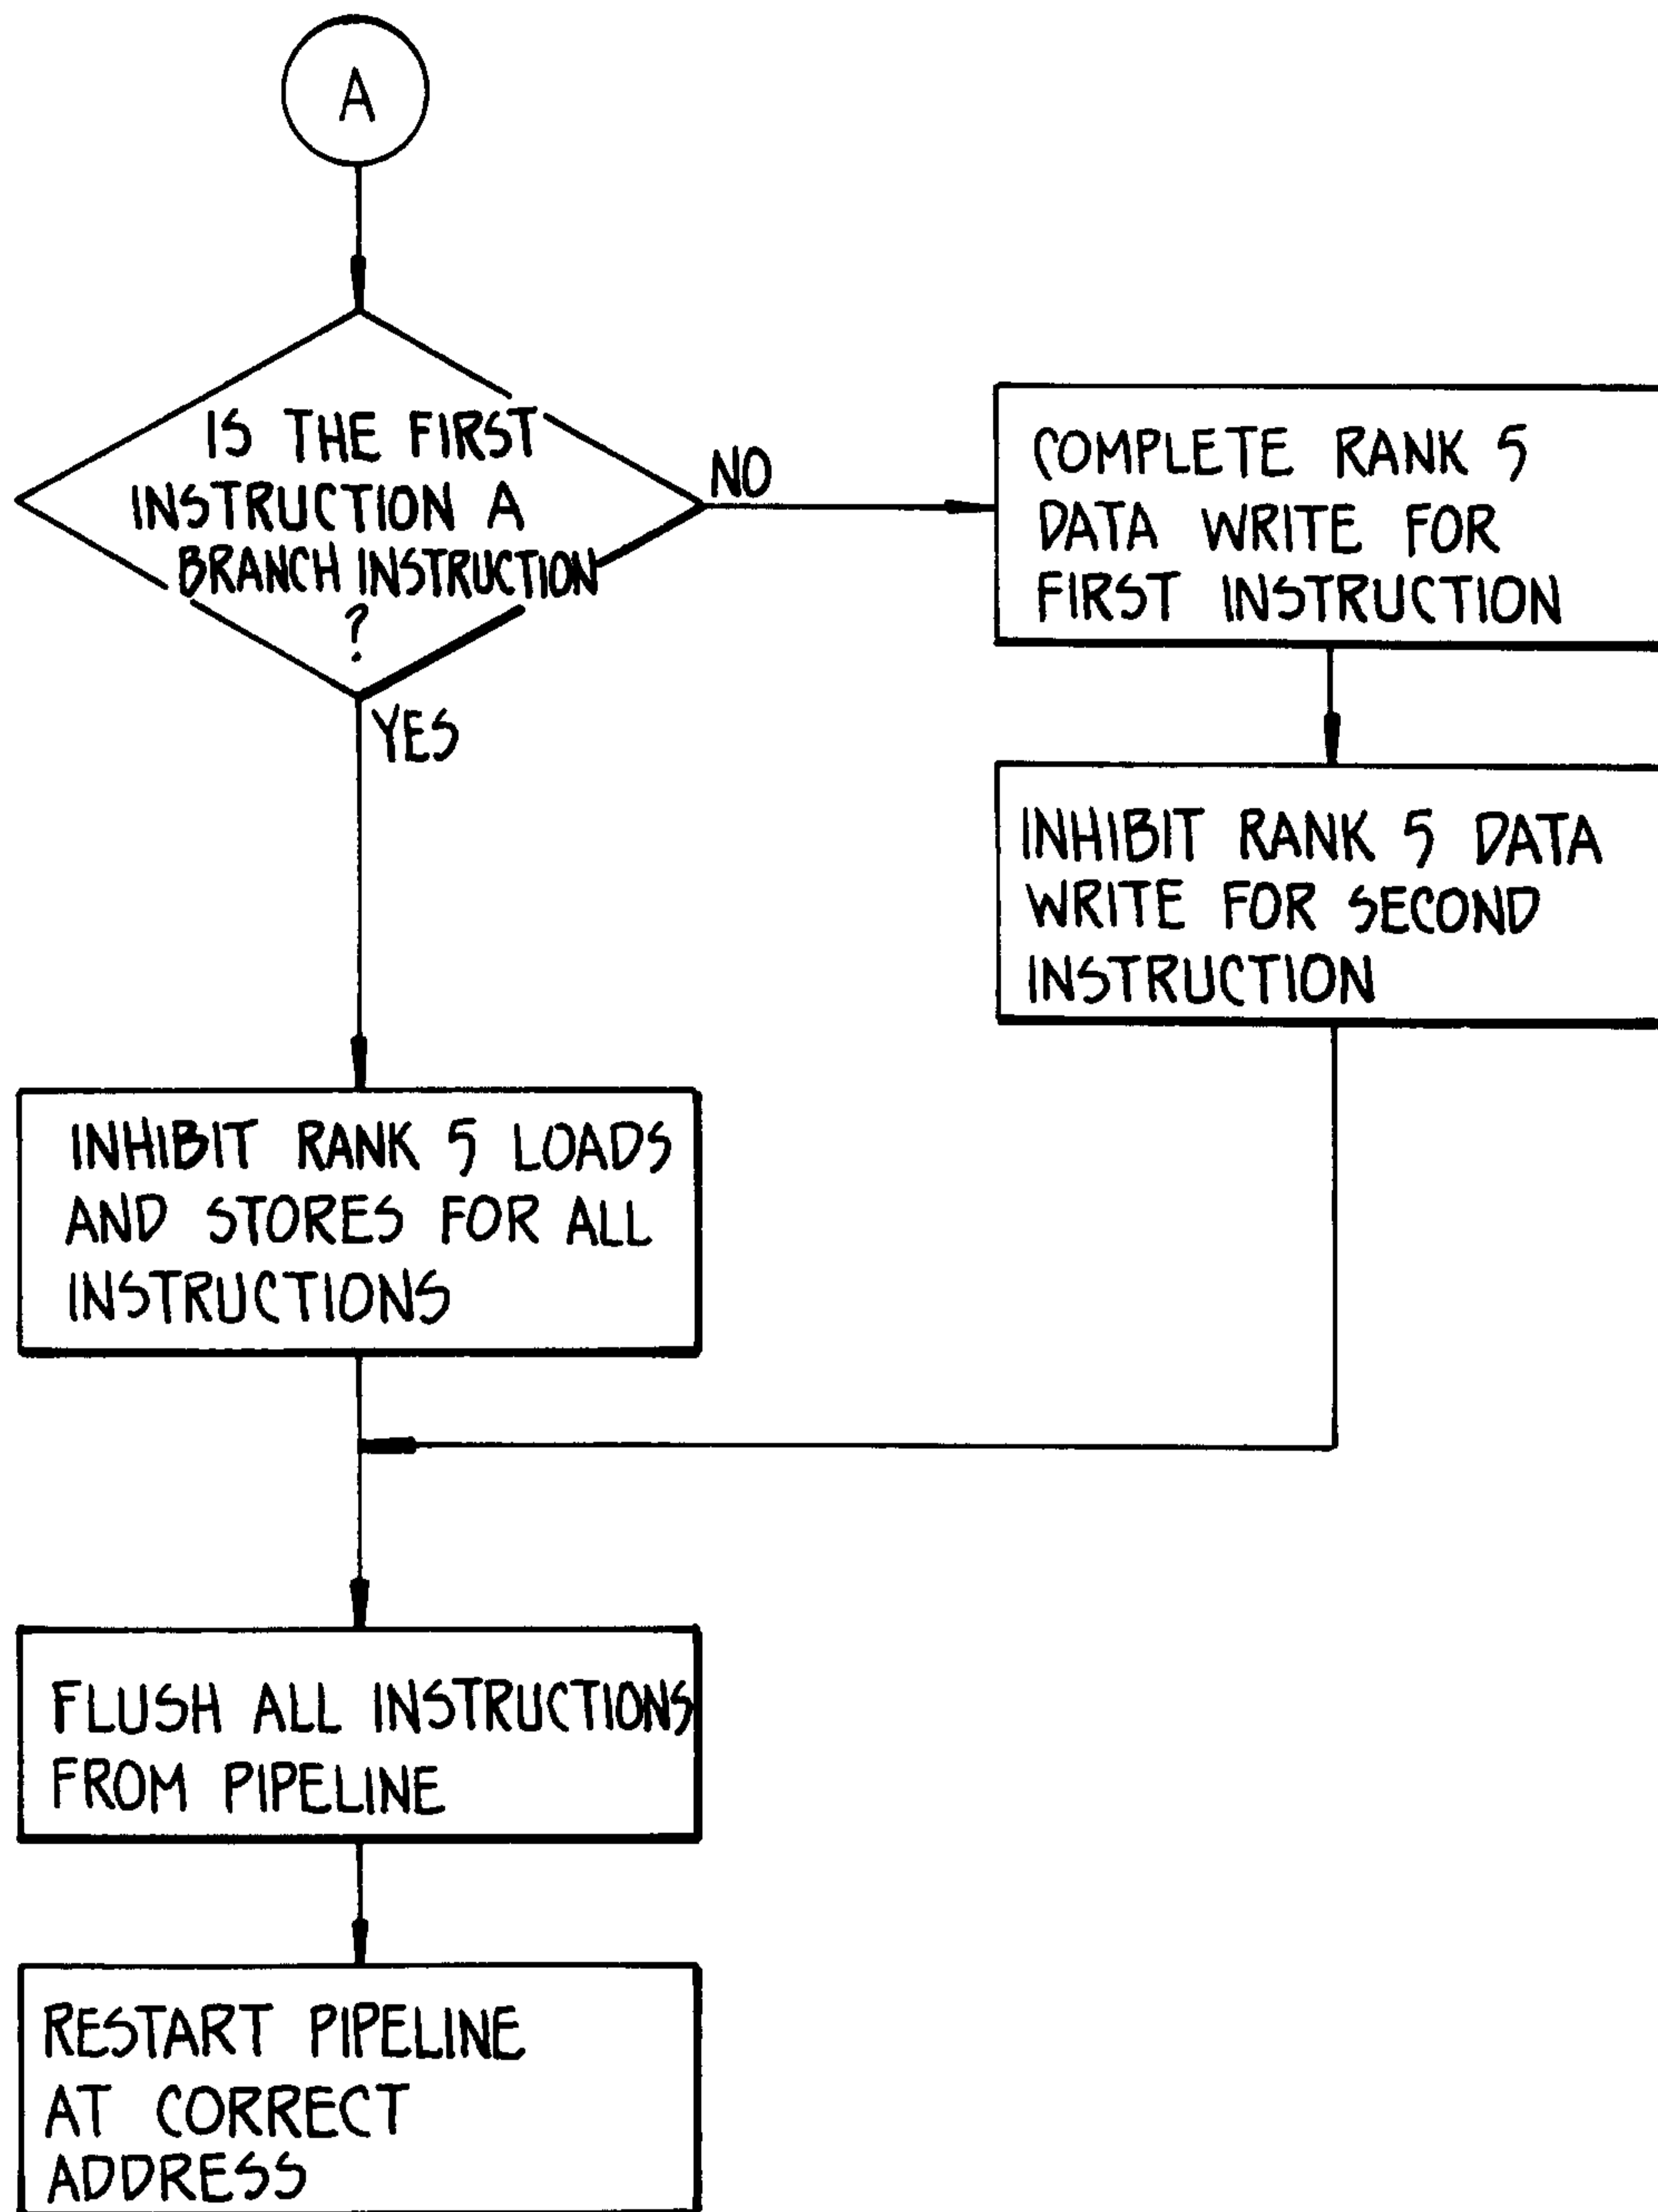 A
IS THE FIRST
INSTRUCTION A
BRANCH INSTRUCTION
?
NO
YES
COMPLETE RANK 5
DATA WRITE FOR
FIRST INSTRUCTION
INHIBIT RANK 5 DATA
WRITE FOR SECOND
INSTRUCTION
INHIBIT RANK 5 LOADS
AND STORES FOR ALL
INSTRUCTIONS
FLUSH ALL INSTRUCTIONS
FROM PIPELINE
RESTART PIPELINE
AT CORRECT
ADDRESS